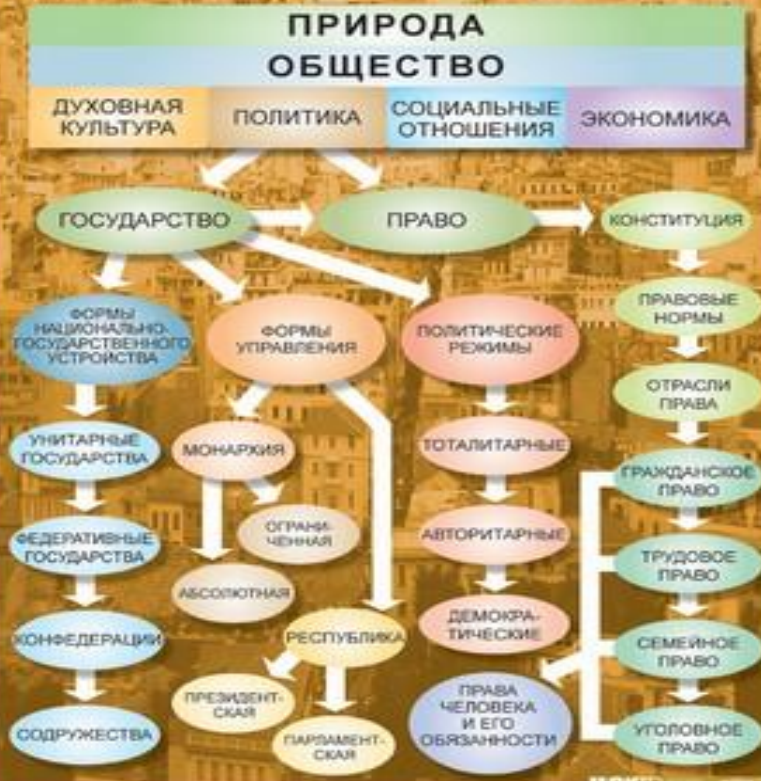 ПРИРОДА
ОБЩЕСТВО
ДУХОВНАЯ
КУЛЬТУРА
ПОЛИТИКА
СОЦИАЛЬНЫЕ
ОТНОШЕНИЯ
ЭКОНОМИКА
ГОСУДАРСТВО
ПРАВО
КОНСТИТУЦИЯ
ФОРМЫ
НАЦИОНАЛЬНО-
ГОСУДАРСТВЕННОГО
УСТРОЙСТВА
ФОРМЫ
УПРАВЛЕНИЯ
ПОЛИТИЧЕСКИЕ
РЕЖИМЫ
ПРАВОВЫЕ
НОРМЫ
ОТРАСЛИ
ПРАВА
УНИТАРНЫЕ
ГОСУДАРСТВА
МОНАРХИЯ
ТОТАЛИТАРНЫЕ
ГРАЖДАНСКОЕ
ПРАВО
ФЕДЕРАТИВНЫЕ
ГОСУДАРСТВА
ОГРАНИ-
ЧЕННАЯ
АВТОРИТАРНЫЕ
ТРУДОВОЕ
ПРАВО
АБСОЛЮТНАЯ
КОНФЕДЕРАЦИИ
РЕСПУБЛИКА
ДЕМОКРА-
ТИЧЕСКИЕ
СЕМЕЙНОЕ
ПРАВО
ПРЕЗИДЕНТ-
СКАЯ
ПРАВА
ЧЕЛОВЕКА
И ЕГО
ОБЯЗАННОСТИ
СОДРУЖЕСТВА
ПАРЛАМЕНТ-
СКАЯ
УГОЛОВНОЕ
ПРАВО